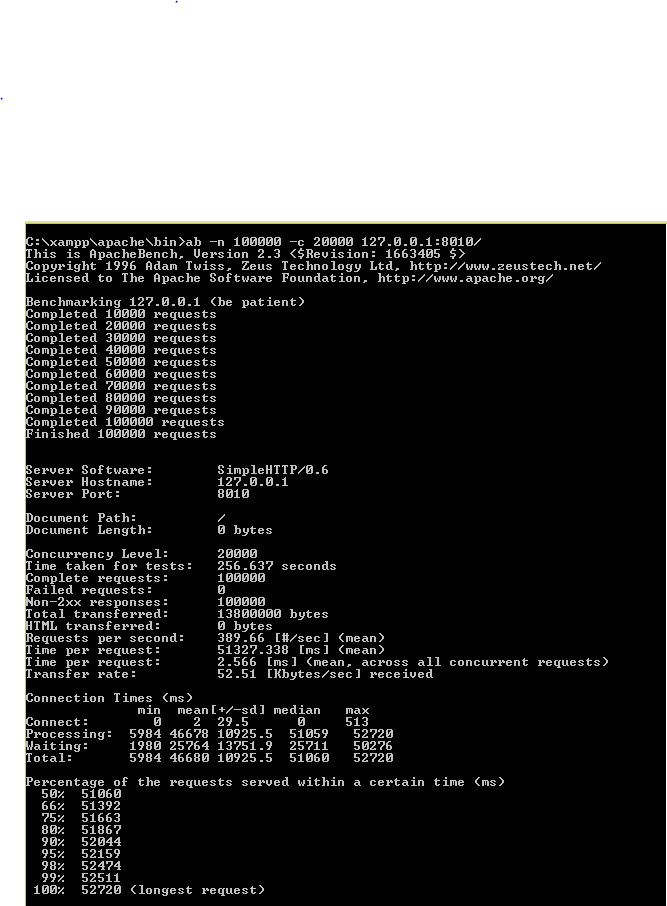 C:\xampp\apache\bin>ab -n 100000 -c 20000 127.0.0.1:8010/
This is ApacheBench, Version 2.3 <$Revision: 1663405 $>
Copyright 1996 Adam Twiss, Zeus Technology Ltd, http://www.zeustech.net/
Licensed to The Apache Software Foundation, http://www.apache.org/
Benchmarking 127.0.0.1 (be patient)
Completed 10000 requests
Completed 20000 requests
Completed 30000 requests
Completed 40000 requests
Completed 50000 requests
Completed 60000 requests
Completed 70000 requests
Completed 80000 requests
Completed 90000 requests
Completed 100000 requests
Finished 100000 requests
Server Software:        SimpleHTTP/0.6
Server Hostname:        127.0.0.1
Server Port:            8010
Document Path:          /
Document Length:        0 bytes
Concurrency Level:      20000
Time taken for tests:   256.637 seconds
Complete requests:      100000
Failed requests:        0
Non-2xx responses:      100000
Total transferred:      13800000 bytes
HTML transferred:       0 bytes
Requests per second:    389.66 [#/sec] (mean)
Time per request:       51327.338 [ms] (mean)
Time per request:       2.566 [ms] (mean, across all concurrent requests)
Transfer rate:          52.51 [Kbytes/sec] received
Connection Times (ms)
              min  mean[+/-sd] median   max
Connect:        0    2  29.5      0     513
Processing:  5984 46678 10925.5  51059   52720
Waiting:     1980 25764 13751.9  25711   50276
Total:       5984 46680 10925.5  51060   52720
Percentage of the requests served within a certain time (ms)
  50%  51060
  66%  51392
  75%  51663
  80%  51867
  90%  52044
  95%  52159
  98%  52474
  99%  52511
 100%  52720 (longest request)